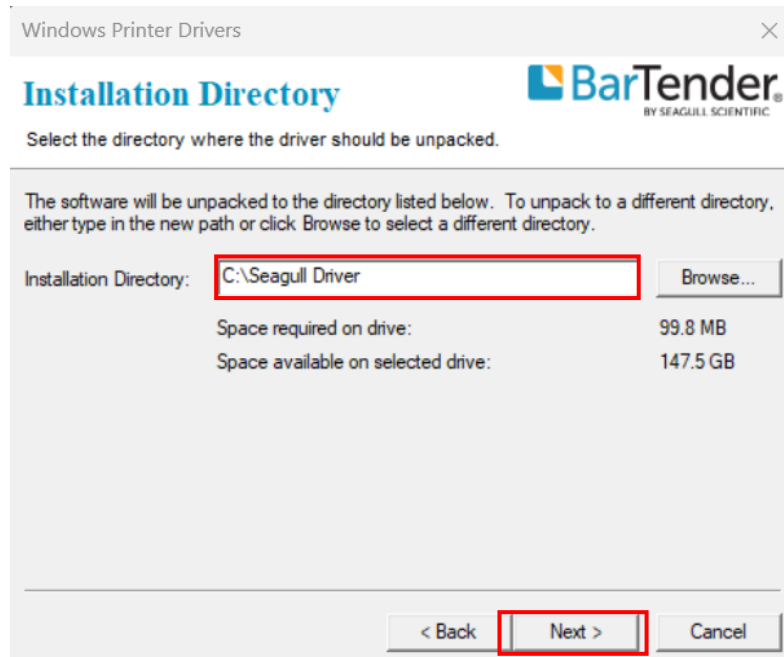 Windows Printer Drivers
Installation Directory
BarTender®
BY SEAGULL SCIENTIFIC
Select the directory where the driver should be unpacked.
The software will be unpacked to the directory listed below.  To unpack to a different directory,
either type in the new path or click Browse to select a different directory.
Installation Directory: C:\Seagull Driver Browse...
Space required on drive: 99.8 MB
Space available on selected drive: 147.5 GB
< Back Next > Cancel